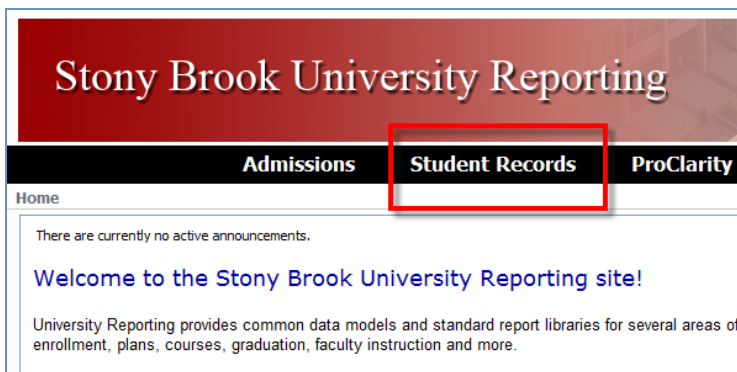 Stony Brook University Reporting
Admissions Student Records ProClarity
Home
There are currently no active announcements.
Welcome to the Stony Brook University Reporting site!
University Reporting provides common data models and standard report libraries for several areas of
enrollment, plans, courses, graduation, faculty instruction and more.